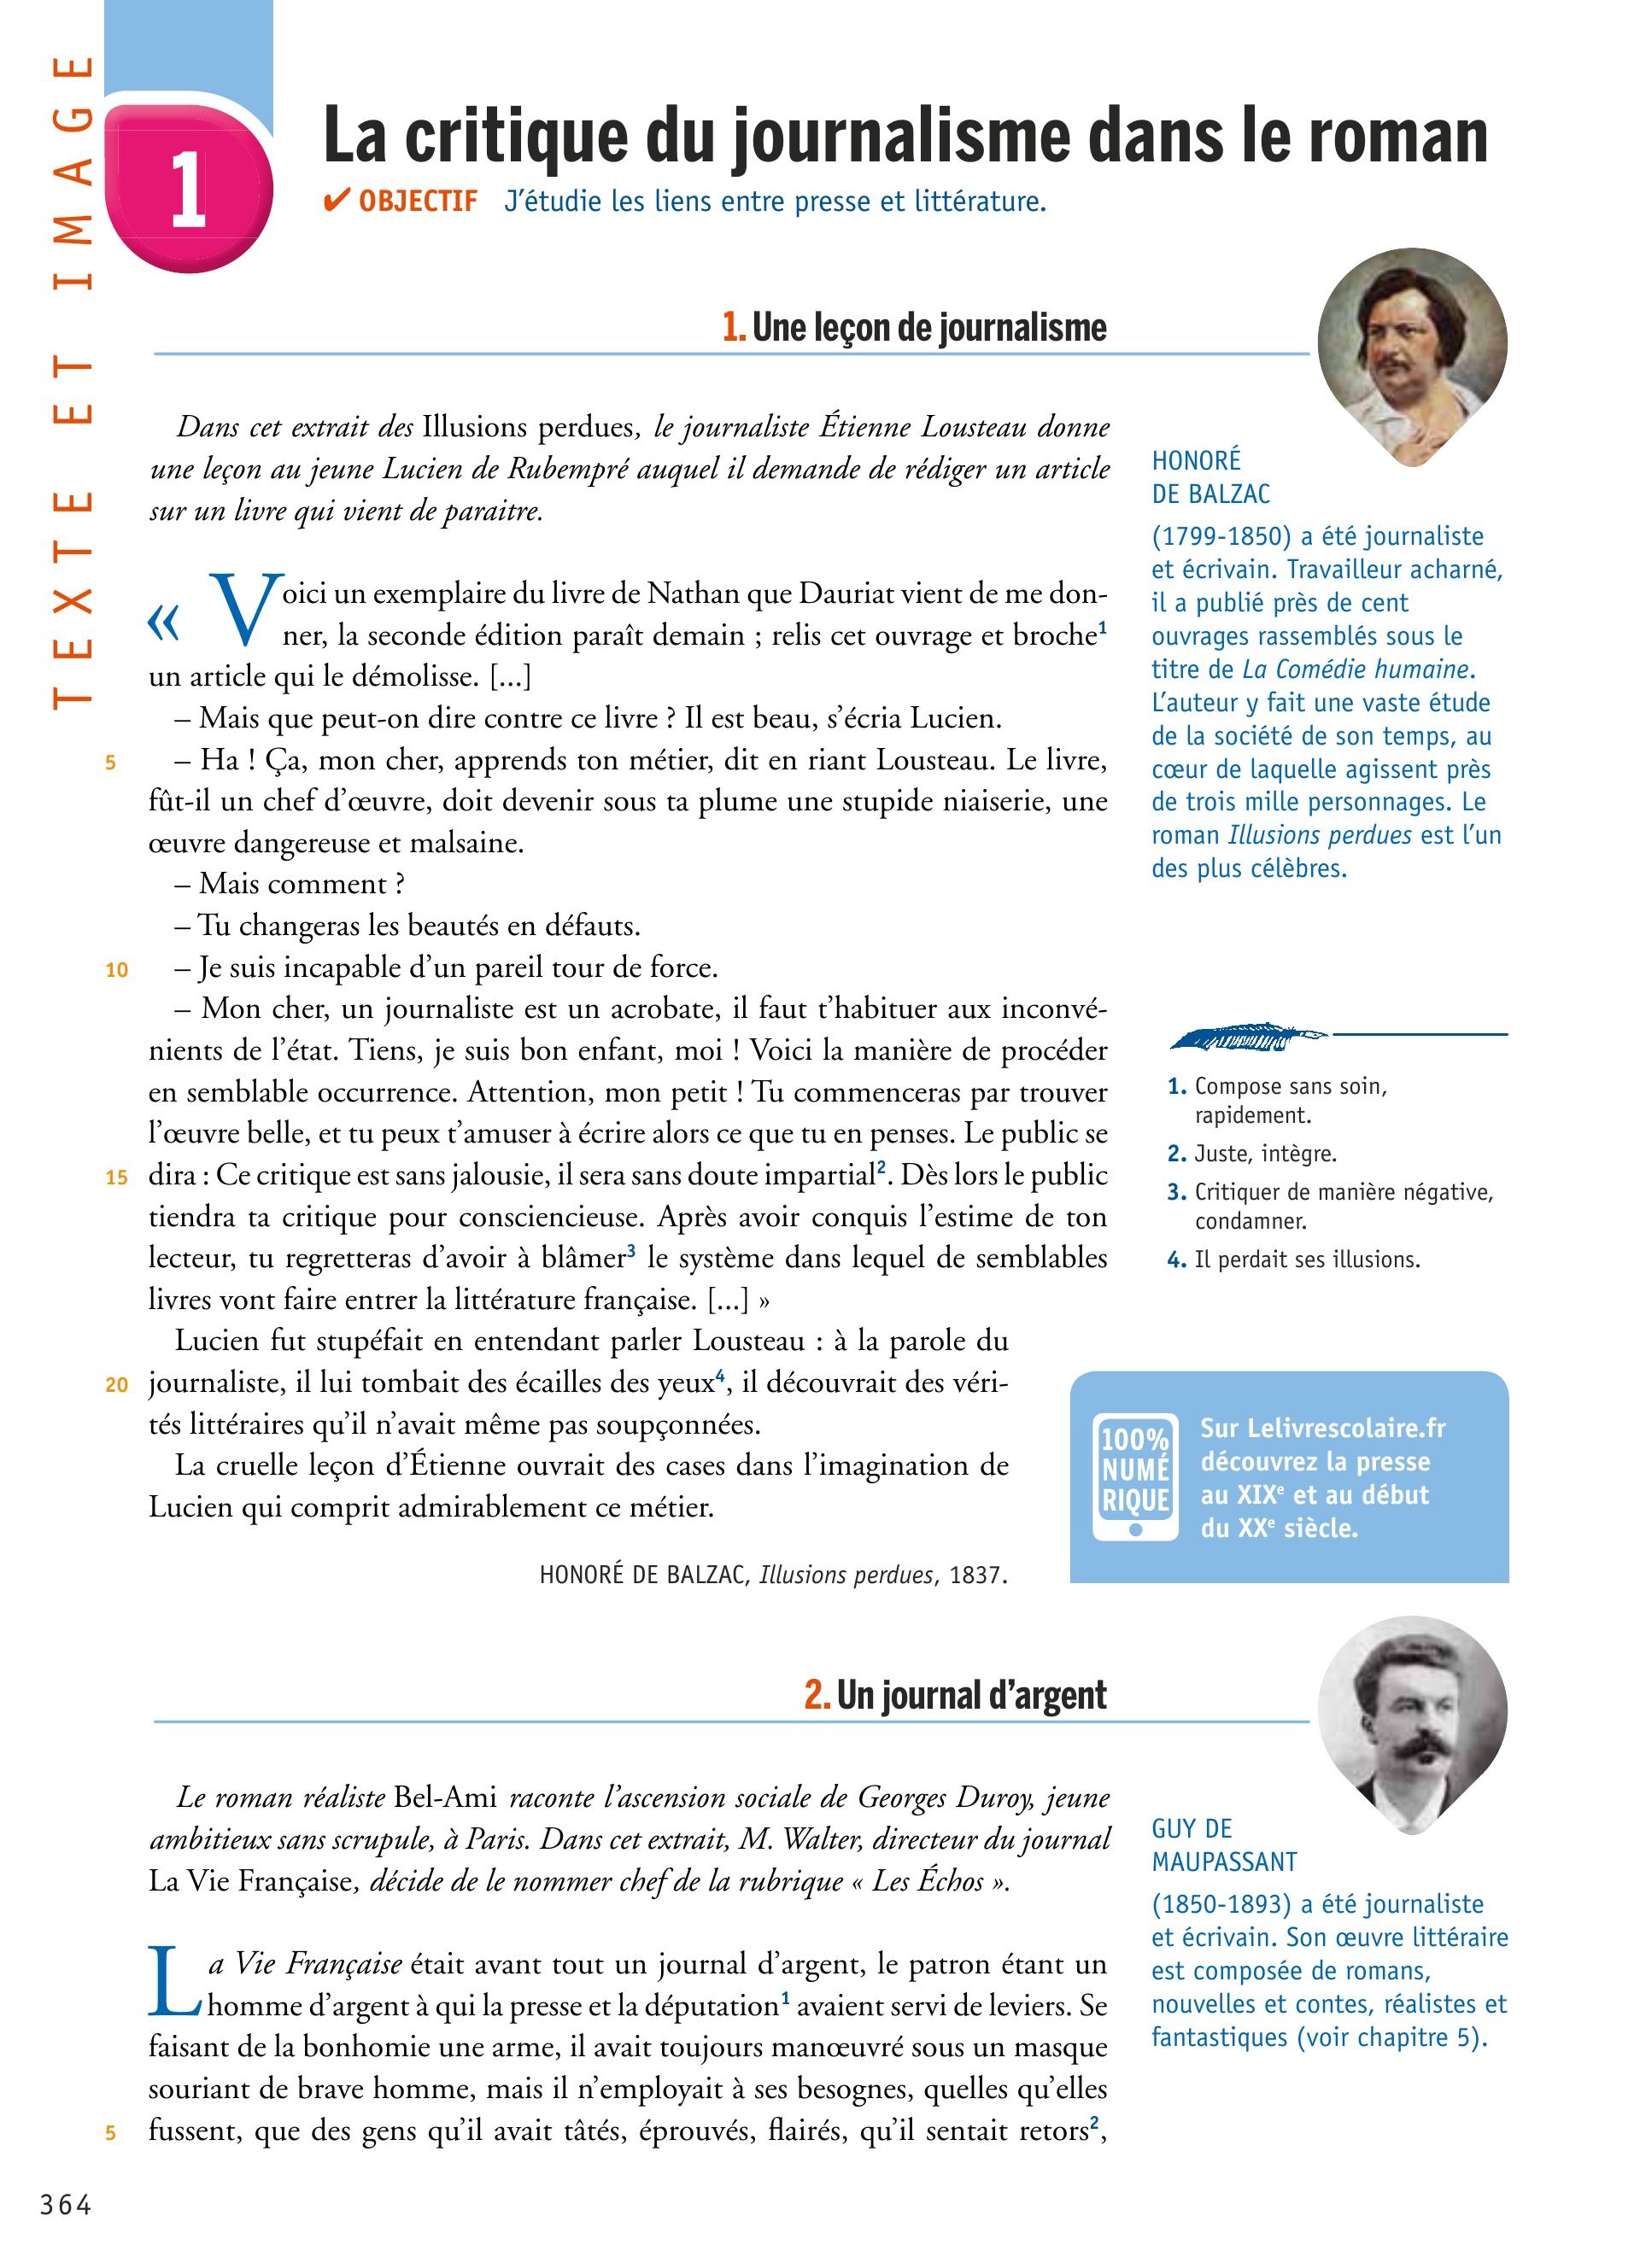 TEXTE ET IMAGE
1
La critique du journalisme dans le roman
✔ OBJECTIF J’étudie les liens entre presse et littérature.
1. Une leçon de journalisme
Dans cet extrait des Illusions perdues, le journaliste Étienne Lousteau donne
une leçon au jeune Lucien de Rubempré auquel il demande de rédiger un article
sur un livre qui vient de paraitre.
« Voici un exemplaire du livre de Nathan que Dauriat vient de me don-
ner, la seconde édition paraît demain ; relis cet ouvrage et broche1
un article qui le démolisse. [...]
– Mais que peut-on dire contre ce livre ? Il est beau, s’écria Lucien.
5 – Ha ! Ça, mon cher, apprends ton métier, dit en riant Lousteau. Le livre,
fût-il un chef d’œuvre, doit devenir sous ta plume une stupide niaiserie, une
œuvre dangereuse et malsaine.
– Mais comment ?
– Tu changeras les beautés en défauts.
10 – Je suis incapable d’un pareil tour de force.
– Mon cher, un journaliste est un acrobate, il faut t’habituer aux inconvé-
nients de l’état. Tiens, je suis bon enfant, moi ! Voici la manière de procéder
en semblable occurrence. Attention, mon petit ! Tu commenceras par trouver
l’œuvre belle, et tu peux t’amuser à écrire alors ce que tu en penses. Le public se
15 dira : Ce critique est sans jalousie, il sera sans doute impartial2. Dès lors le public
tiendra ta critique pour consciencieuse. Après avoir conquis l’estime de ton
lecteur, tu regretteras d’avoir à blâmer3 le système dans lequel de semblables
livres vont faire entrer la littérature française. [...] »
Lucien fut stupéfait en entendant parler Lousteau : à la parole du
20 journaliste, il lui tombait des écailles des yeux4, il découvrait des véri-
tés littéraires qu’il n’avait même pas soupçonnées.
La cruelle leçon d’Étienne ouvrait des cases dans l’imagination de
Lucien qui comprit admirablement ce métier.
HONORÉ DE BALZAC, Illusions perdues, 1837.
HONORÉ
DE BALZAC
(1799-1850) a été journaliste
et écrivain. Travailleur acharné,
il a publié près de cent
ouvrages rassemblés sous le
titre de La Comédie humaine.
L’auteur y fait une vaste étude
de la société de son temps, au
cœur de laquelle agissent près
de trois mille personnages. Le
roman Illusions perdues est l’un
des plus célèbres.
1. Compose sans soin,
rapidement.
2. Juste, intègre.
3. Critiquer de manière négative,
condamner.
4. Il perdait ses illusions.
100%
NUMÉ
RIQUE
Sur Lelivrescolaire.fr
découvrez la presse
au XIXe et au début
du XXe siècle.
2. Un journal d’argent
Le roman réaliste Bel-Ami raconte l’ascension sociale de Georges Duroy, jeune
ambitieux sans scrupule, à Paris. Dans cet extrait, M. Walter, directeur du journal
La Vie Française, décide de le nommer chef de la rubrique « Les Échos ».
La Vie Française était avant tout un journal d’argent, le patron étant un
homme d’argent à qui la presse et la députation1 avaient servi de leviers. Se
faisant de la bonhomie une arme, il avait toujours manœuvré sous un masque
souriant de brave homme, mais il n’employait à ses besognes, quelles qu’elles
5 fussent, que des gens qu’il avait tâtés, éprouvés, flairés, qu’il sentait retors2,
GUY DE
MAUPASSANT
(1850-1893) a été journaliste
et écrivain. Son œuvre littéraire
est composée de romans,
nouvelles et contes, réalistes et
fantastiques (voir chapitre 5).
364